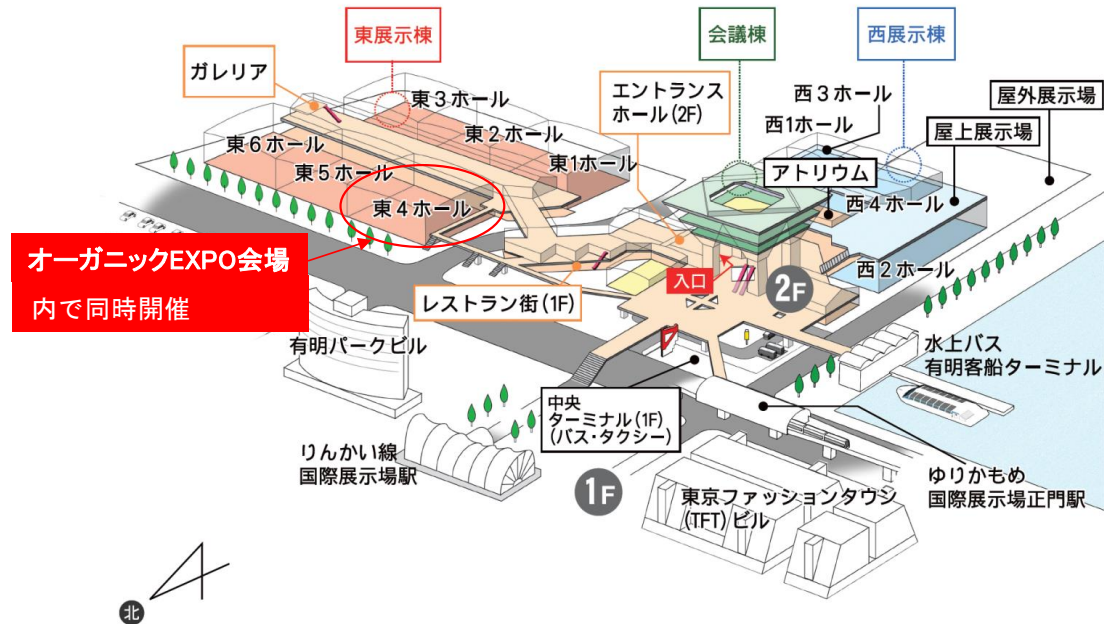 東展示棟
会議棟
西展示棟
ガレリア
エントランス
ホール(2F)
西3ホール
屋外展示場
東3ホール
西1ホール
屋上展示場
東2ホール
東6ホール
東1ホール
アトリウム
東5ホール
西4ホール
東4ホール
オーガニックEXPO会場
内で同時開催
入口
2F
西2ホール
レストラン街(1F)
有明パークビル
水上バス
有明客船ターミナル
中央
ターミナル(1F)
(バス・タクシー)
りんかい線
国際展示場駅
1F
東京ファッションタウン
(TFT)ビル
ゆりかもめ
国際展示場正門駅
北